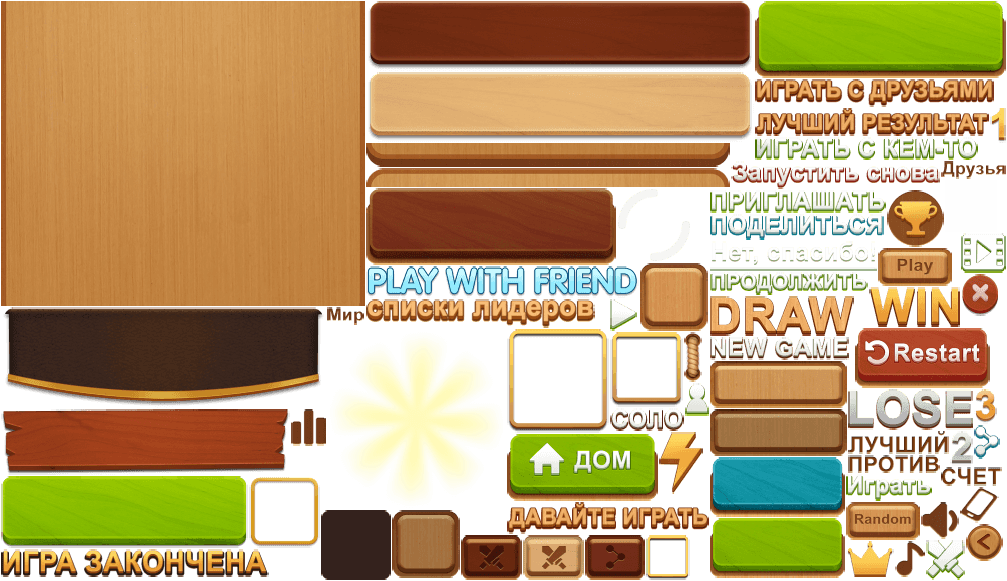 ИГРАТЬ С ДРУЗЬЯМИ
ЛУЧШИЙ РЕЗУЛЬТАТ 1
ИГРАТЬ С КЕМ-ТО
Запустить снова
Друзья
ПРИГЛАШАТЬ
ПОДЕЛИТЬСЯ
Нет, спасибо!
Play
ПРОДОЛЖИТЬ
PLAY WITH FRIEND
списки лидеров
Мир
DRAW
WIN
NEW GAME
Restart
LOSE
3
СОЛО
ЛУЧШИЙ
2
ПРОТИВ
СЧЕТ
Играть
ДОМ
ДАВАЙТЕ ИГРАТЬ
Random
ИГРА ЗАКОНЧЕНА